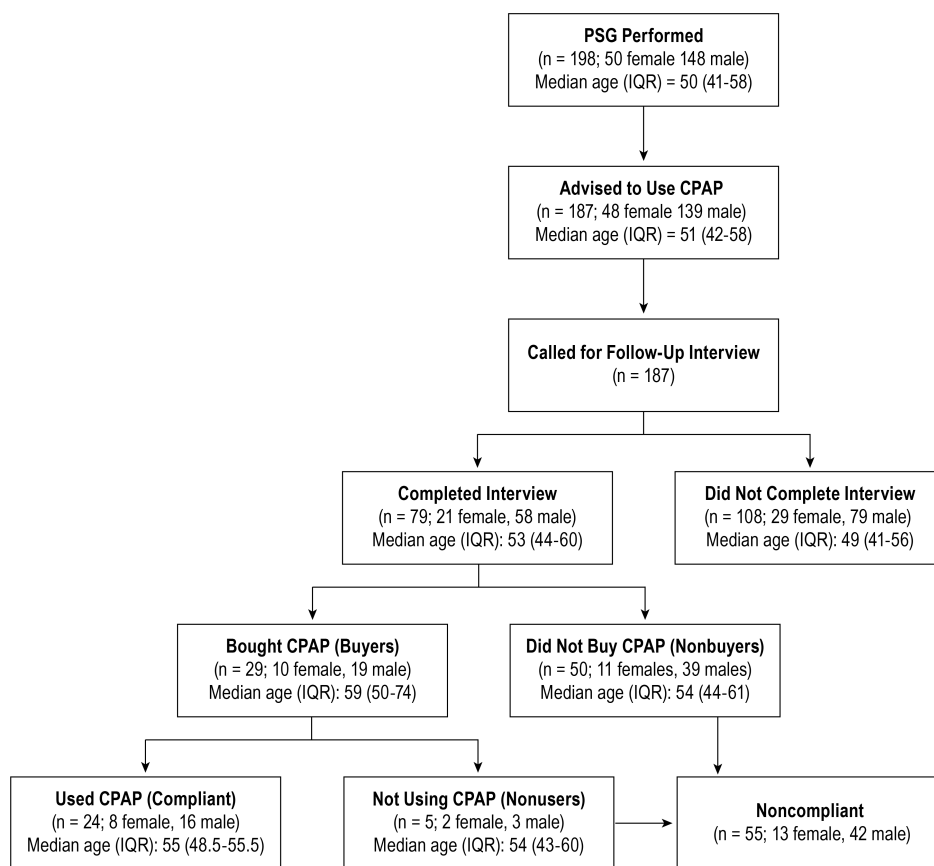 PSG Performed
(n = 198; 50 female 148 male)
Median age (IQR) = 50 (41-58)
Advised to Use CPAP
(n = 187; 48 female 139 male)
Median age (IQR) = 51 (42-58)
Called for Follow-Up Interview
(n = 187)
Completed Interview
(n = 79; 21 female, 58 male)
Median age (IQR): 53 (44-60)
Did Not Complete Interview
(n = 108; 29 female, 79 male)
Median age (IQR): 49 (41-56)
Bought CPAP (Buyers)
(n = 29; 10 female, 19 male)
Median age (IQR): 59 (50-74)
Did Not Buy CPAP (Nonbuyers)
(n = 50; 11 females, 39 males)
Median age (IQR): 54 (44-61)
Used CPAP (Compliant)
(n = 24; 8 female, 16 male)
Median age (IQR): 55 (48.5-55.5)
Not Using CPAP (Nonusers)
(n = 5; 2 female, 3 male)
Median age (IQR): 54 (43-60)
Noncompliant
(n = 55; 13 female, 42 male)